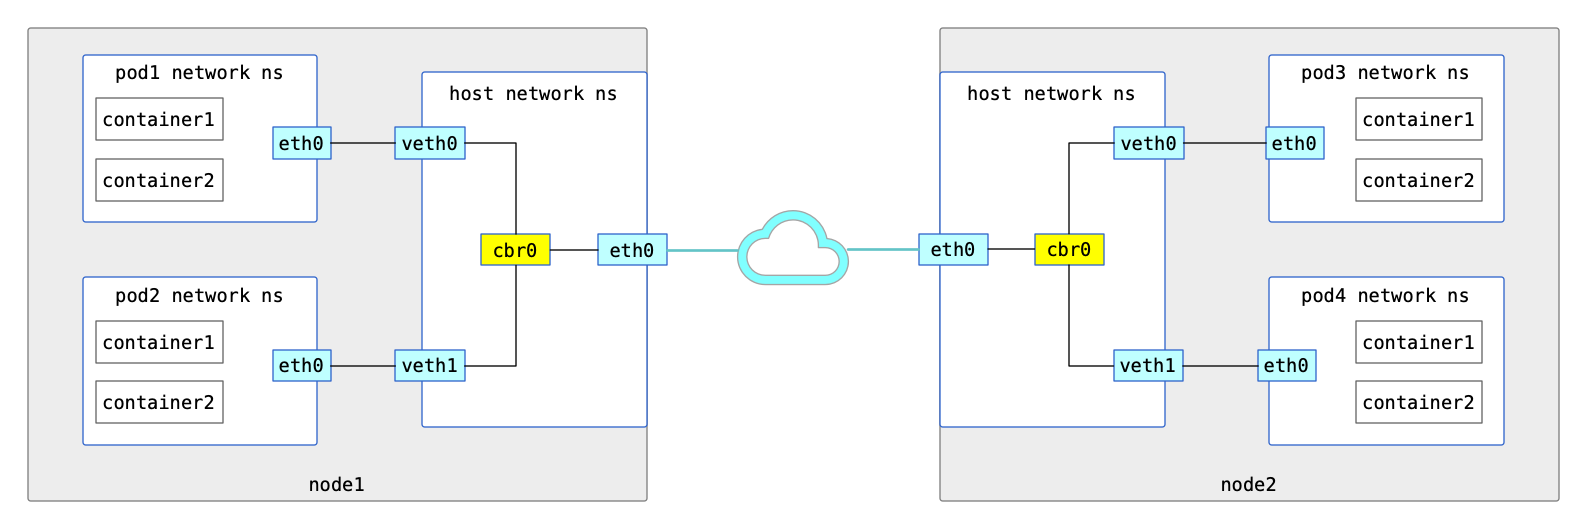 pod1 network ns
container1
container2
eth0
veth0
host network ns
cbr0
eth0
pod2 network ns
container1
container2
eth0
veth1
node1
host network ns
eth0
cbr0
veth0
eth0
pod3 network ns
container1
container2
veth1
eth0
pod4 network ns
container1
container2
node2